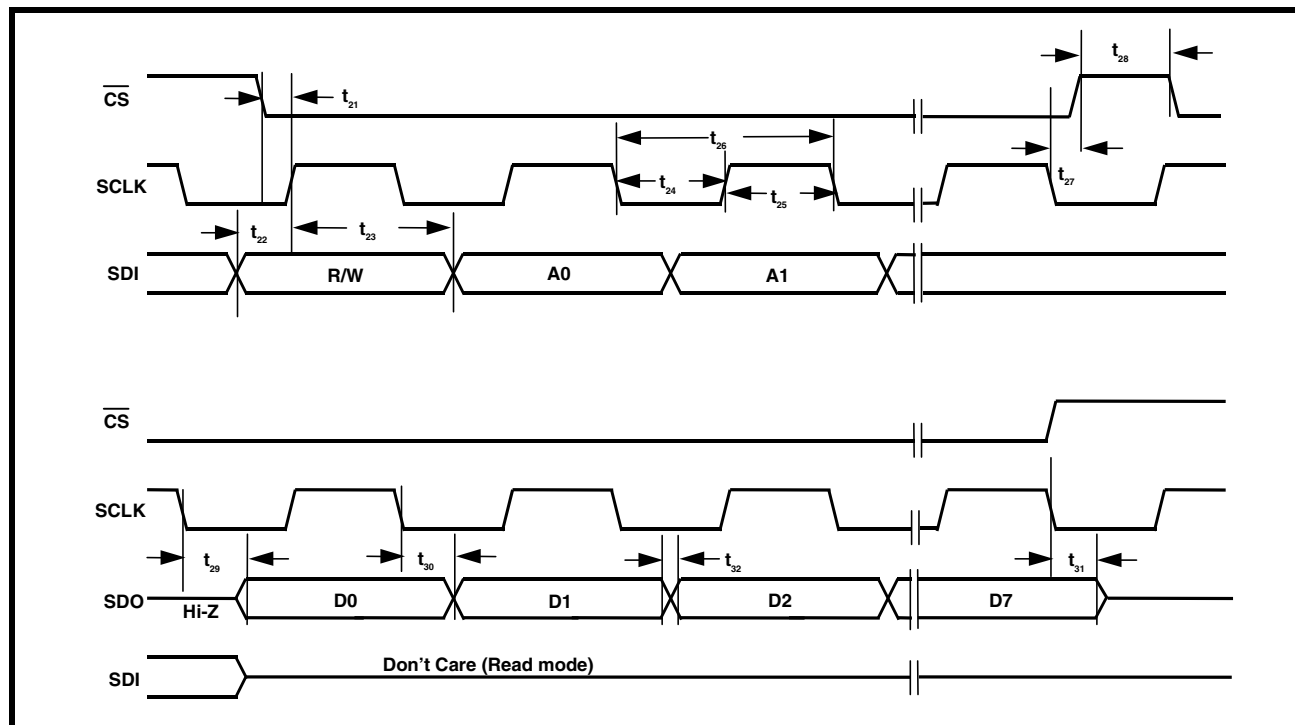 t28
CS
t21
t26
SCLK
t24
t25
t27
t22
t23
SDI
R/W
A0
A1
CS
SCLK
t29
t30
t32
t31
SDO
Hi-Z
D0
D1
D2
D7
SDI
Don't Care (Read mode)